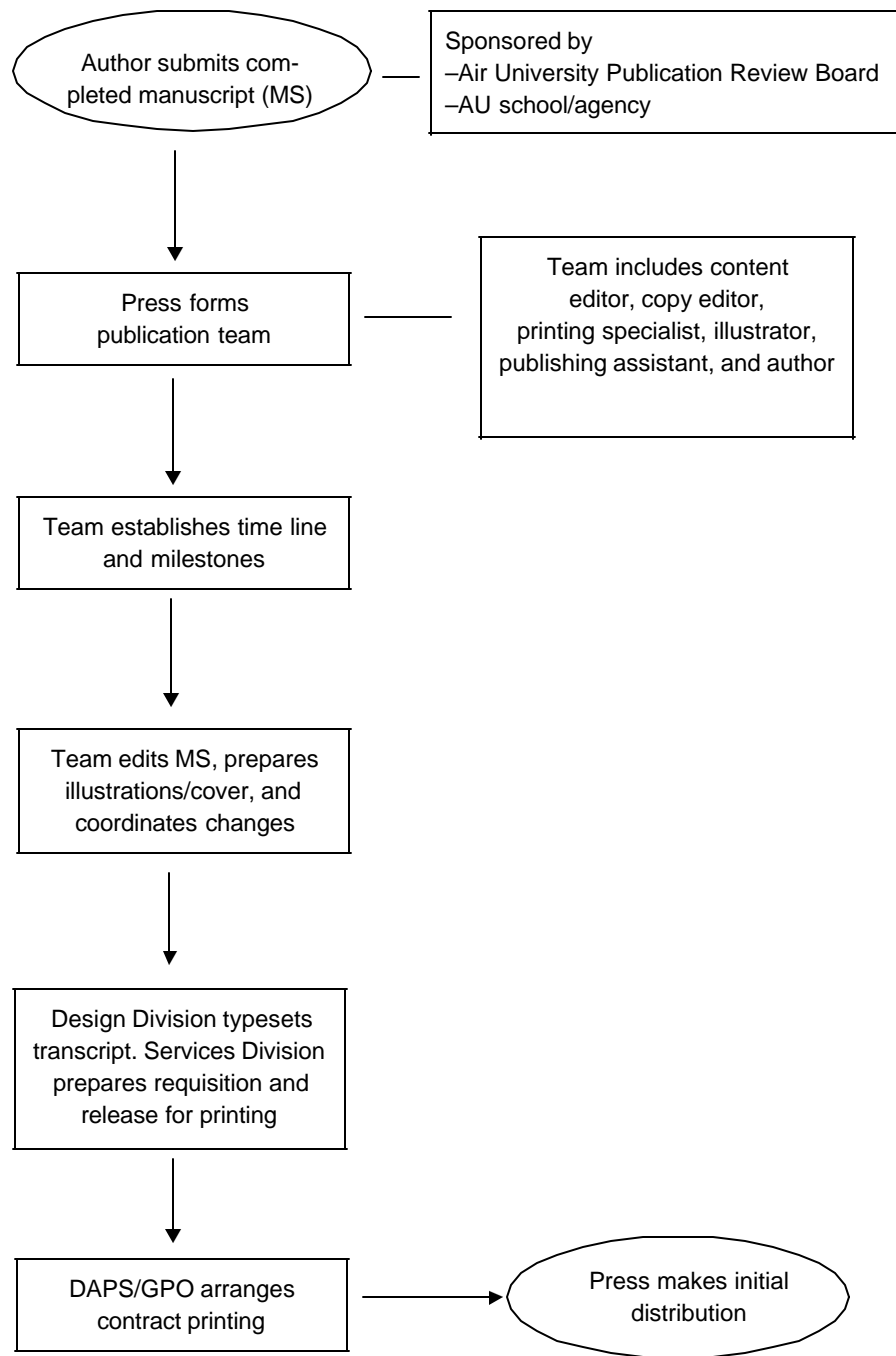 Author submits com-
pleted manuscript (MS)
Sponsored by
–Air University Publication Review Board
–AU school/agency
Press forms
publication team
Team includes content
editor, copy editor,
printing specialist, illustrator,
publishing assistant, and author
Team establishes time line
and milestones
Team edits MS, prepares
illustrations/cover, and
coordinates changes
Design Division typesets
transcript. Services Division
prepares requisition and
release for printing
DAPS/GPO arranges
contract printing
Press makes initial
distribution